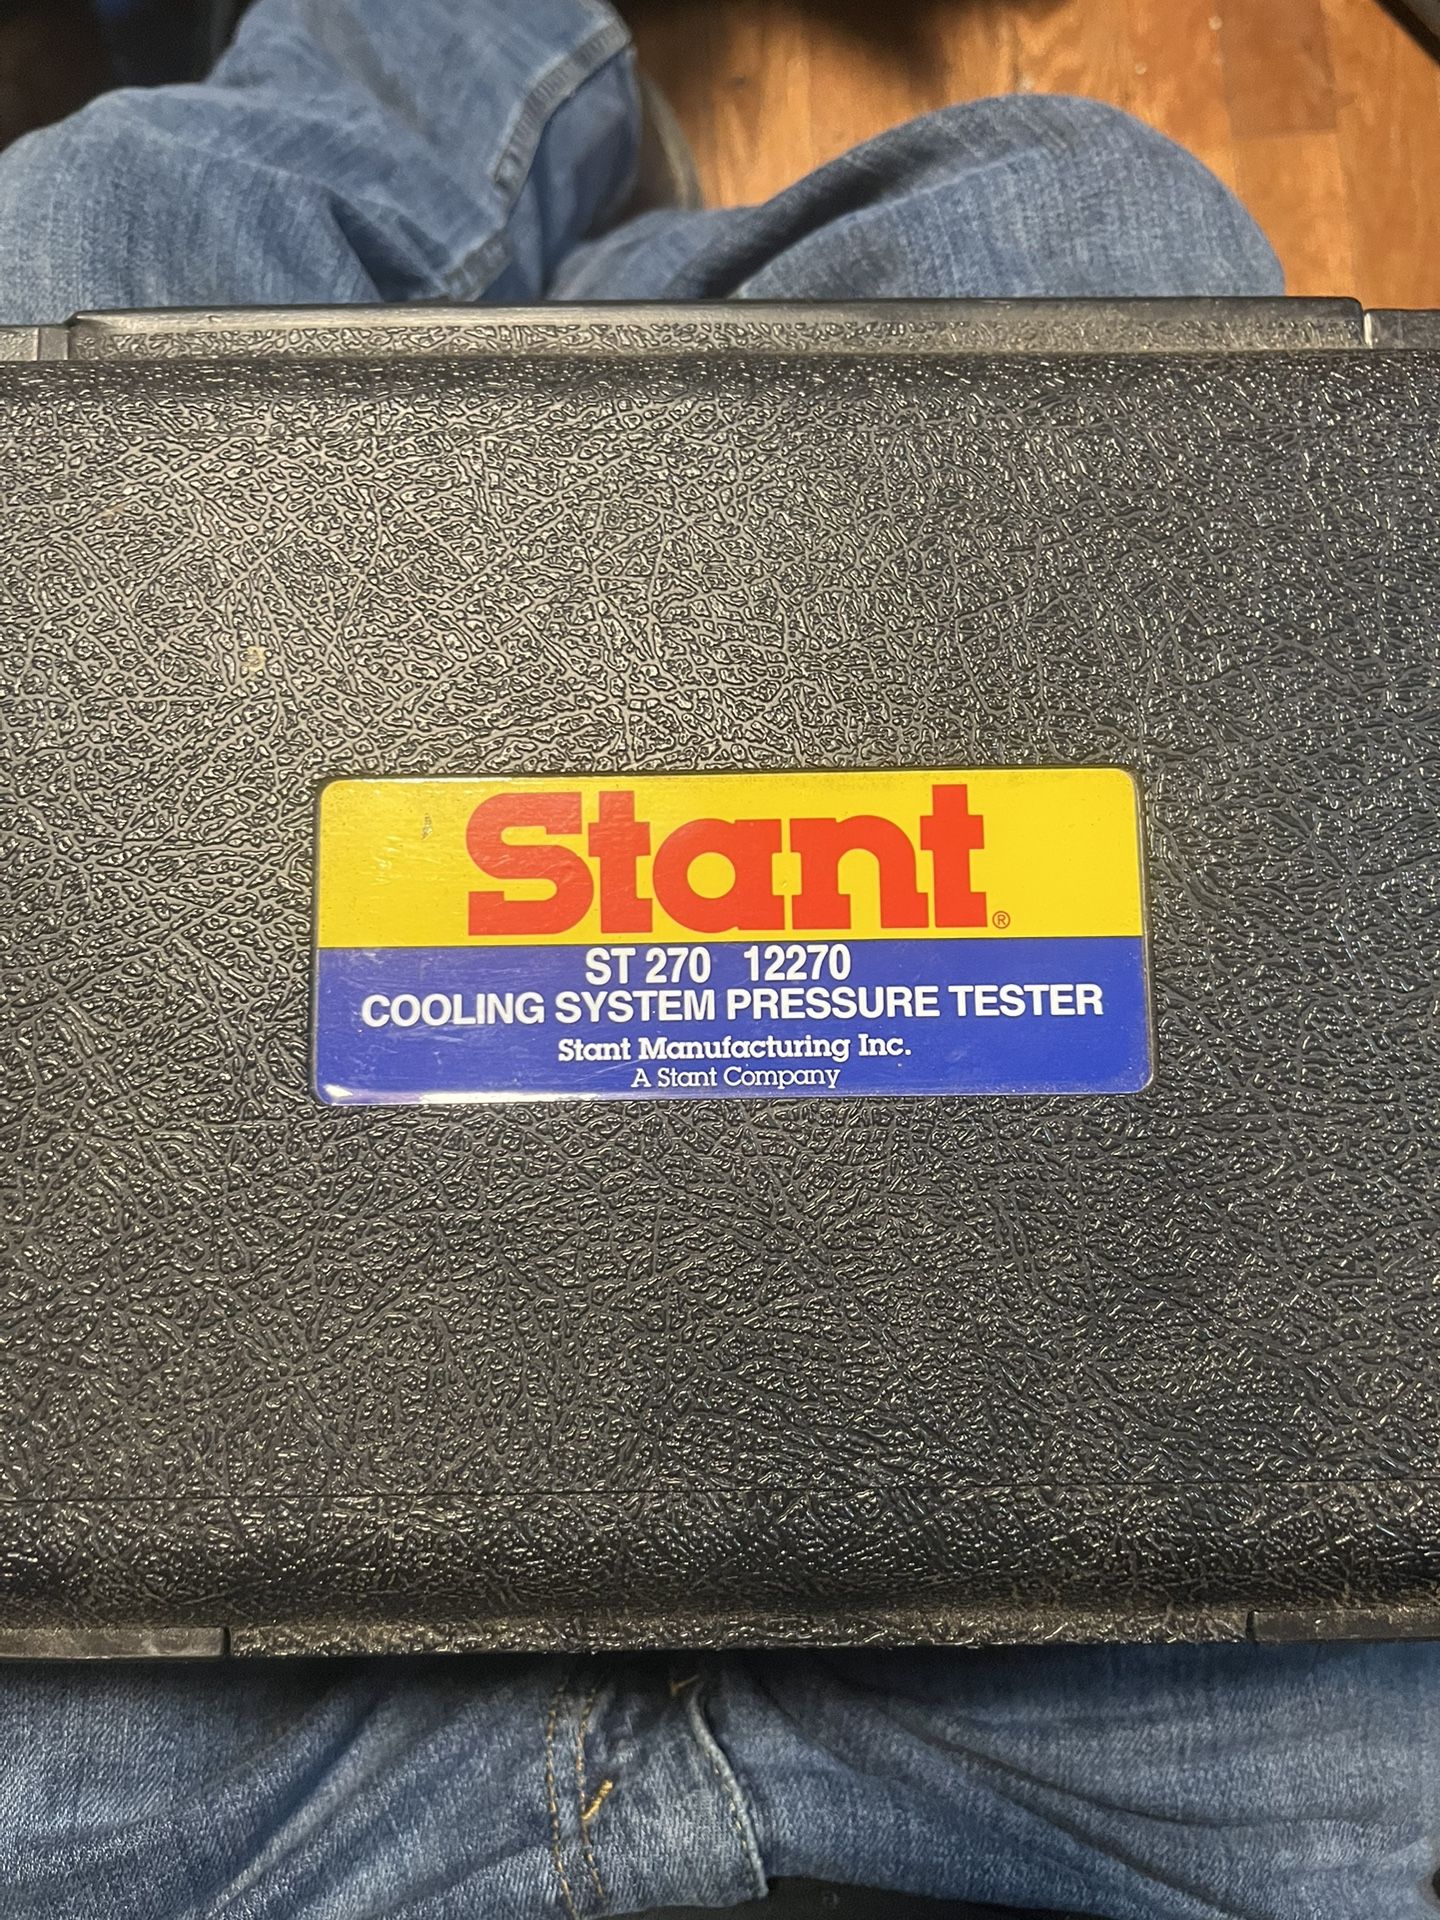 Stant®
ST 270 12270
COOLING SYSTEM PRESSURE TESTER
Stant Manufacturing Inc.
A Stant Company